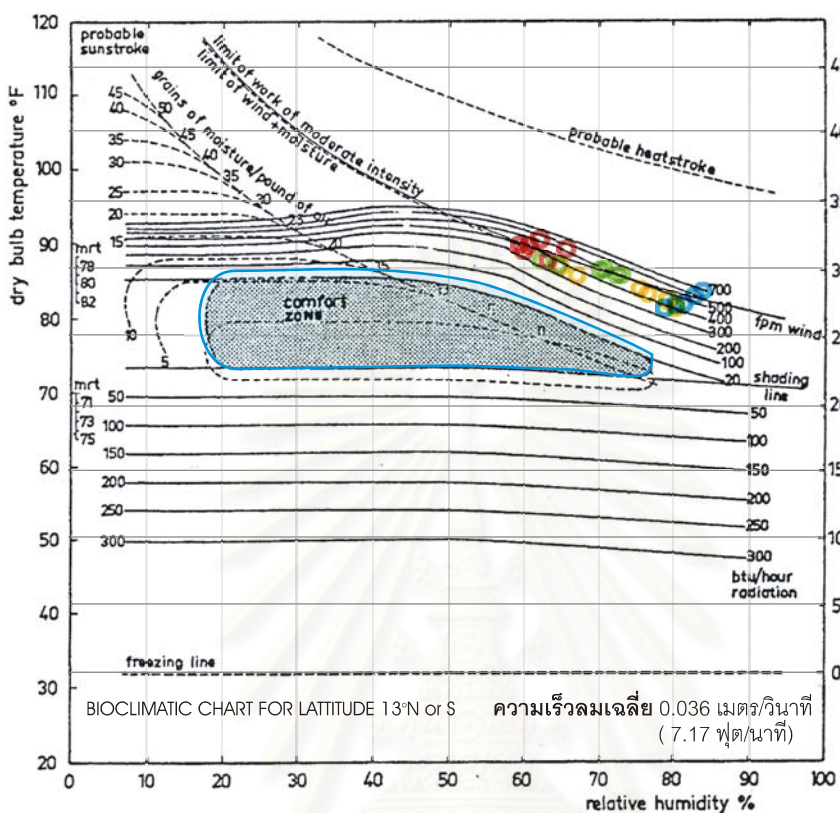 120
110
100
90
80
70
60
50
40
30
20
dry bulb temperature °F
probable
sunstroke
limit of work of moderate intensity
limit of wind + moisture
grains of moisture/pound of air
probable heatstroke
45
40
35
30
25
20
15
50
45
40
35
30
25
20
15
13
11
mrt
78
80
82
10
5
comfort
ZONE
700
500
400
300
200
100
20
fpm wind
shading
line
mrt
71
73
75
50
100
150
200
250
300
50
100
150
200
250
300
btu/hour
radiation
freezing line
BIOCLIMATIC CHART FOR LATTITUDE 13°N or S
ความเร็วลมเฉลี่ย 0.036 เมตร/วินาที
( 7.17 ฟุต/นาที)
0 10 20 30 40 50 60 70 80 90 100
relative humidity %